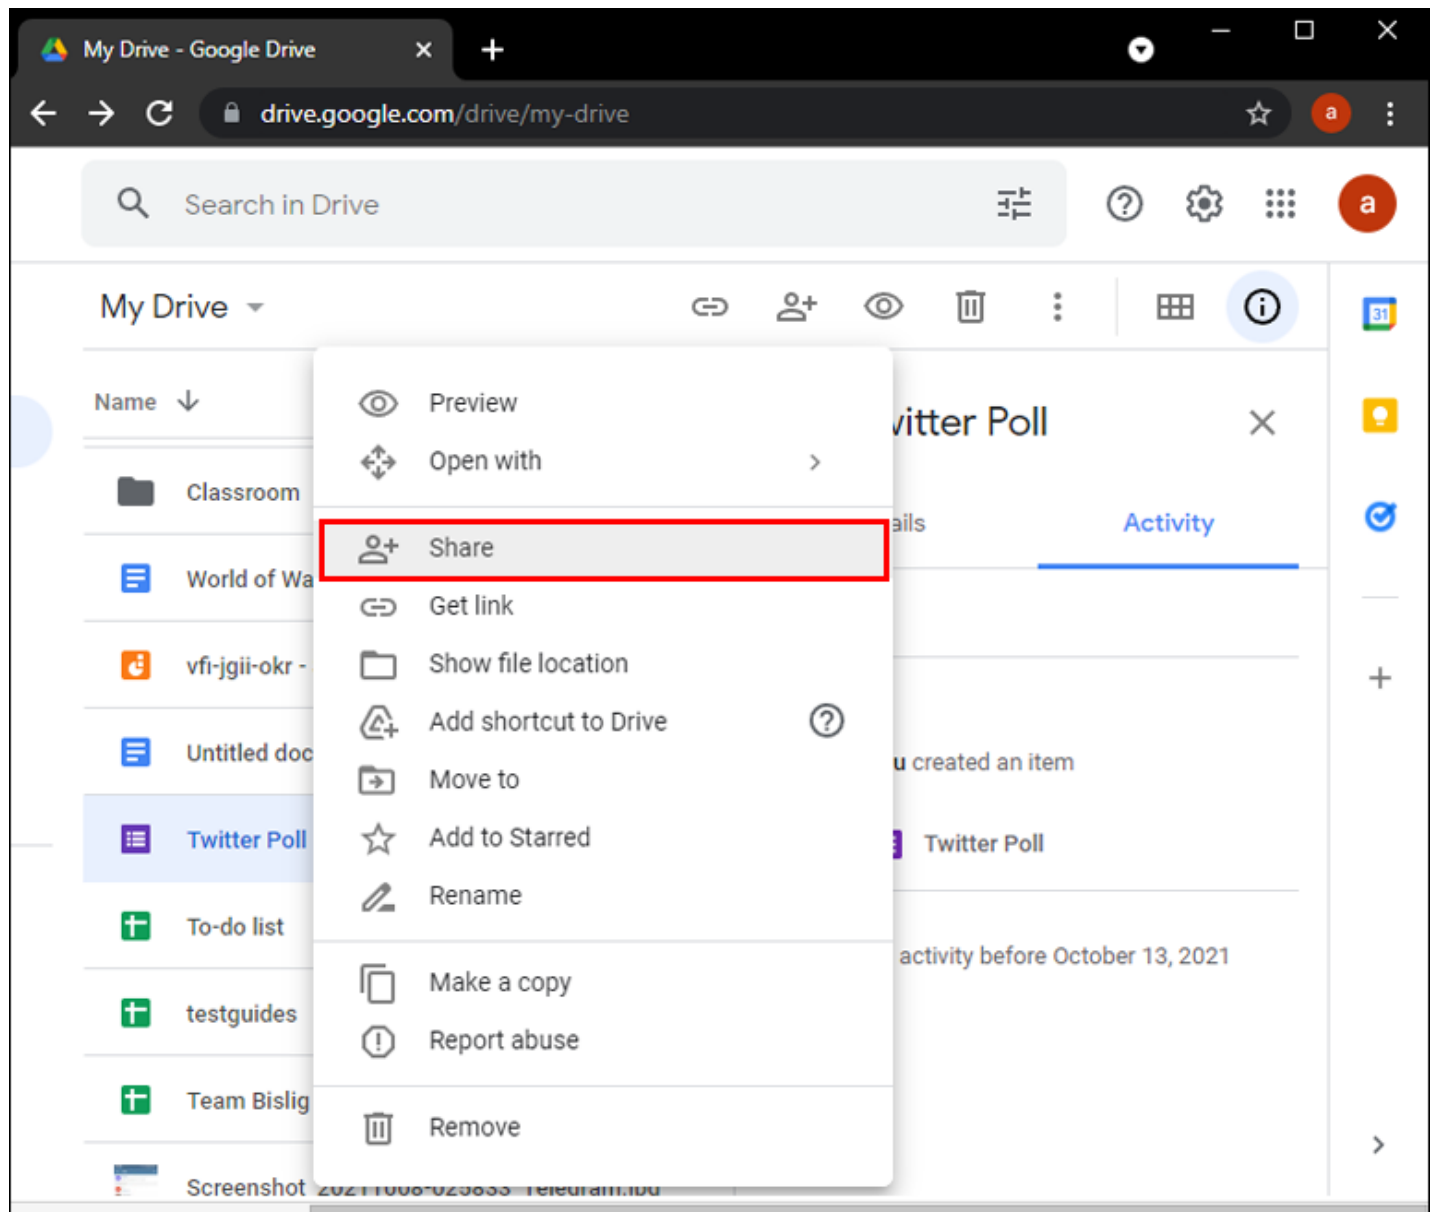 My Drive - Google Drive
drive.google.com/drive/my-drive
a
Search in Drive
a
My Drive
31
Name
Classroom
World of Wa
vfi-jgii-okr -
Untitled doc
Twitter Poll
To-do list
testguides
Team Bislig
Screenshot
Preview
Open with
Share
Get link
Show file location
Add shortcut to Drive
Move to
Add to Starred
Rename
Make a copy
Report abuse
Remove
witter Poll
ails
Activity
u created an item
Twitter Poll
activity before October 13, 2021